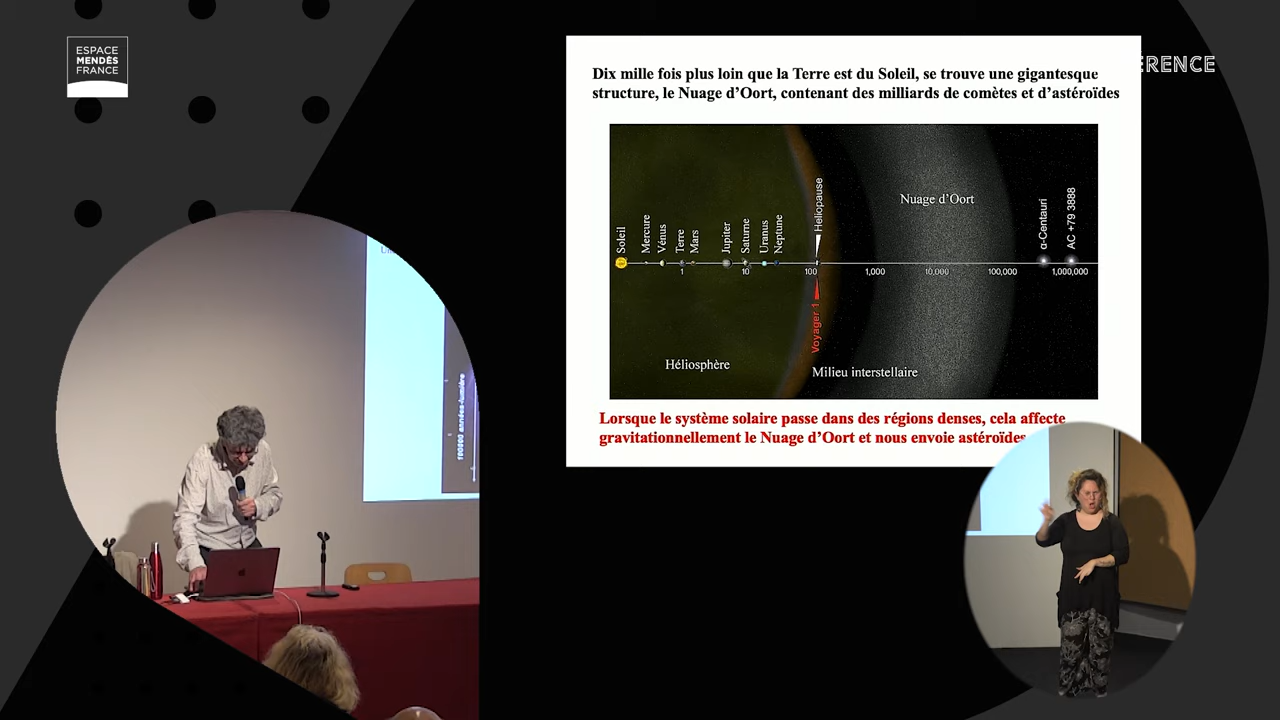 ESPACE
MENDÈS
FRANCE
ÉRENCE
Dix mille fois plus loin que la Terre est du Soleil, se trouve une gigantesque
structure, le Nuage d’Oort, contenant des milliards de comètes et d’astéroïdes
Soleil
Mercure
Vénus
Terre
Mars
Jupiter
Saturne
Uranus
Neptune
Heliopause
Nuage d’Oort
α-Centauri
AC +79 3888
1
10
100
1,000
10,000
100,000
1,000,000
Voyager 1
Héliosphère
Milieu interstellaire
Lorsque le système solaire passe dans des régions denses, cela affecte
gravitationnellement le Nuage d’Oort et nous envoie astéroïdes
années-lumière